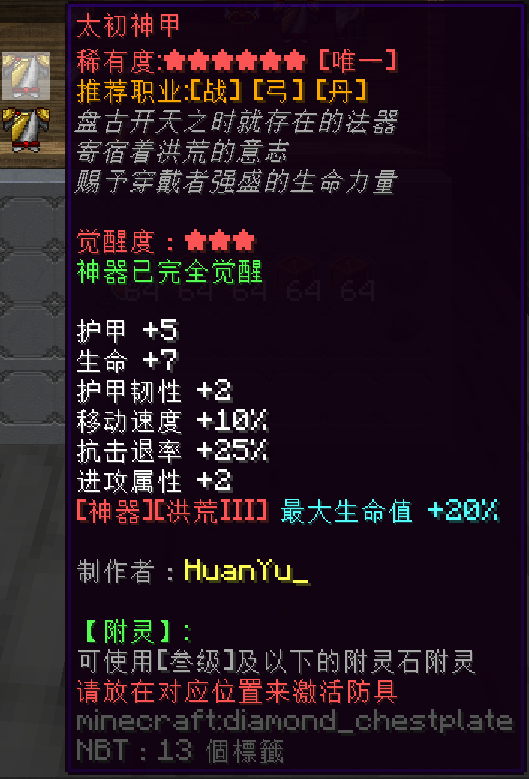 太初神甲
稀有度:★★★★★★ [唯一]
推荐职业:[战] [弓] [丹]
盘古开天之时就存在的法器
寄宿着洪荒的意志
赐予穿戴者强盛的生命力量
觉醒度：★★★
神器已完全觉醒
64 64 64 64 64
护甲 +5
生命 +7
护甲韧性 +2
移动速度 +10%
抗击退率 +25%
进攻属性 +2
[神器][洪荒III] 最大生命值 +20%
制作者：HuanYu_
【附灵】:
可使用[叁级]及以下的附灵石附灵
请放在对应位置来激活防具
minecraft:diamond_chestplate
NBT：13 個標籤